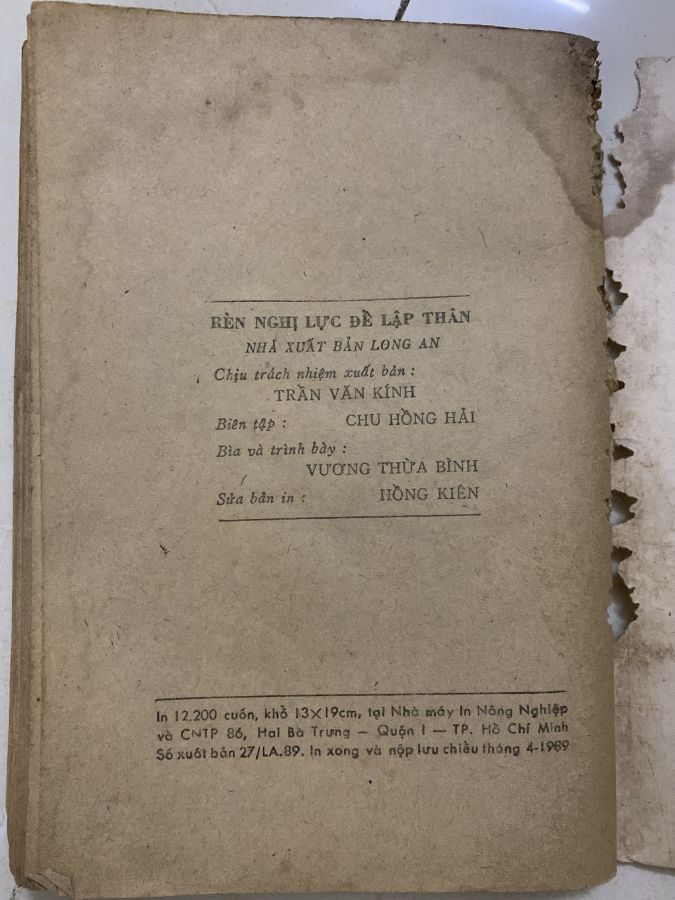 RÈN NGHỊ LỰC ĐỂ LẬP THÂN
NHÀ XUẤT BẢN LONG AN
Chịu trách nhiệm xuất bản :
TRẦN VĂN KÍNH
Biên tập : CHU HỒNG HẢI
Bìa và trình bày :
VƯƠNG THỪA BÌNH
Sửa bản in : HỒNG KIÊN
In 12.200 cuốn, khổ 13×19cm, tại Nhà máy In Nông Nghiệp
và CNTP 86, Hai Bà Trưng — Quận I — TP. Hồ Chí Minh
Số xuất bản 27/LA.89. In xong và nộp lưu chiểu tháng 4-1989